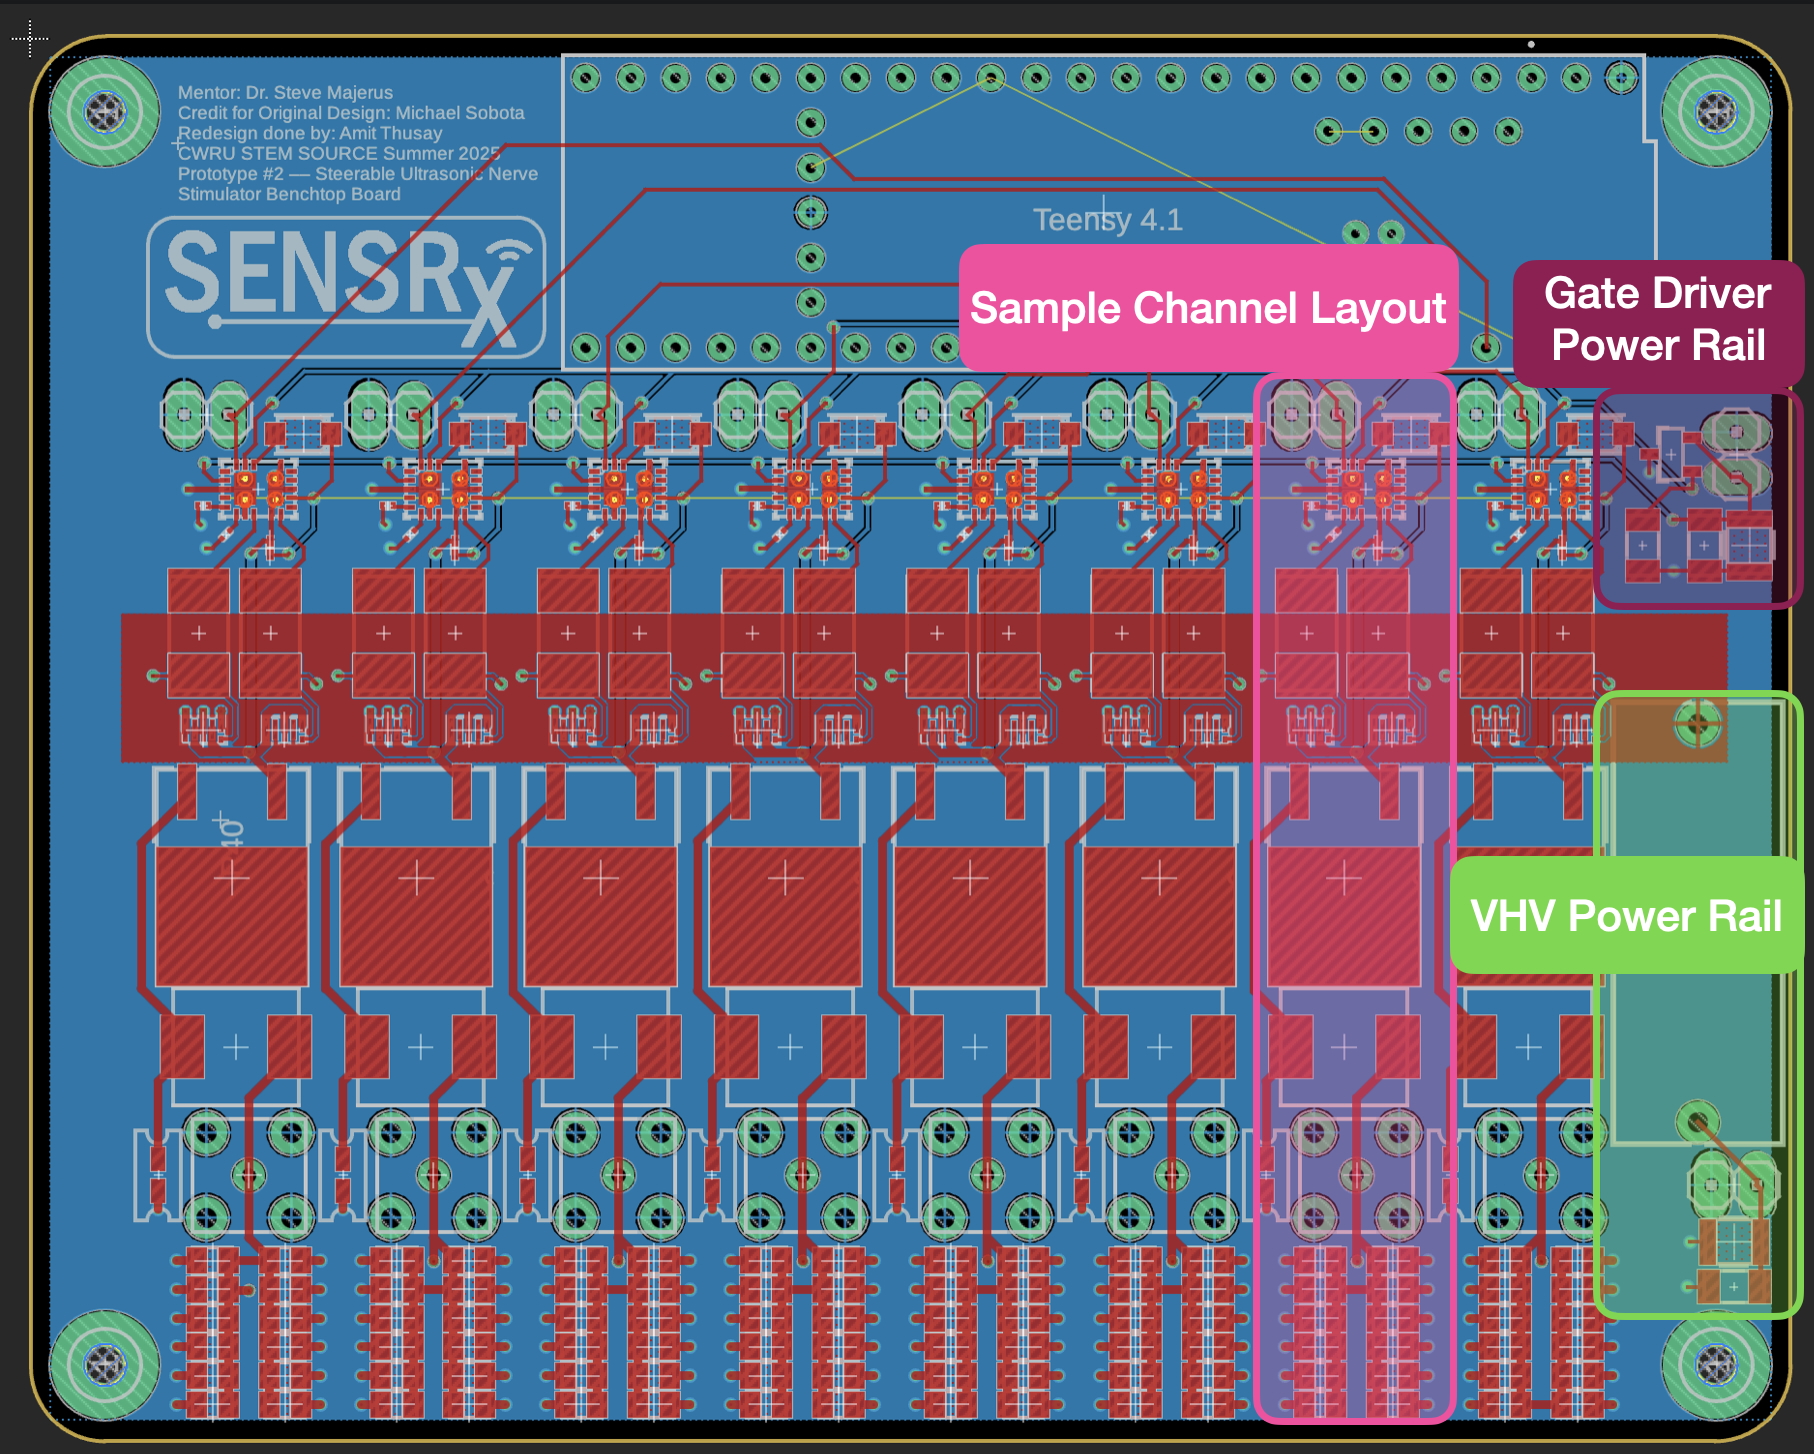 Mentor: Dr. Steve Majerus
Credit for Original Design: Michael Sobota
Redesign done by: Amit Thusay
CWRU STEM SOURCE Summer 2025
Prototype #2 — Steerable Ultrasonic Nerve
Stimulator Benchtop Board
SENSRx
Teensy 4.1
Sample Channel Layout
Gate Driver
Power Rail
VHV Power Rail
40